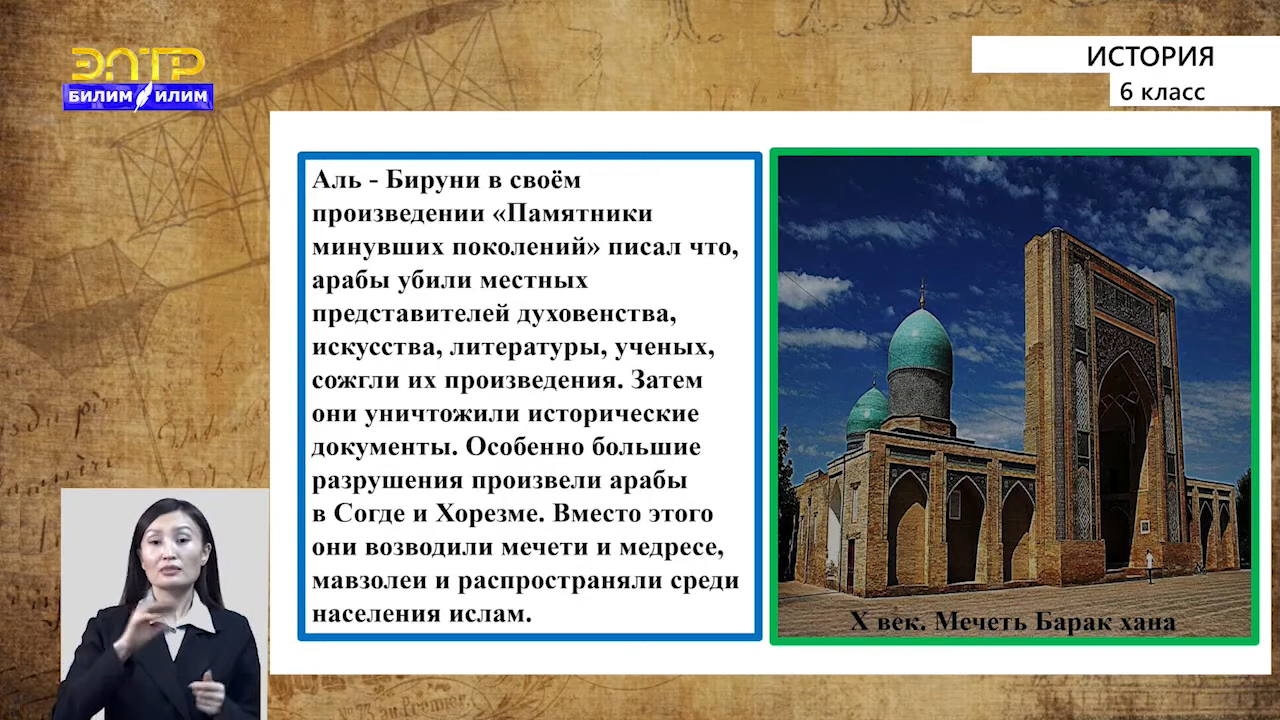 ЭЛТР
БИЛИМ ИЛИМ
ИСТОРИЯ
6 класс
Аль - Бируни в своём
произведении «Памятники
минувших поколений» писал что,
арабы убили местных
представителей духовенства,
искусства, литературы, ученых,
сожгли их произведения. Затем
они уничтожили исторические
документы. Особенно большие
разрушения произвели арабы
в Согде и Хорезме. Вместо этого
они возводили мечети и медресе,
мавзолеи и распространяли среди
населения ислам.
X век. Мечеть Барак хана